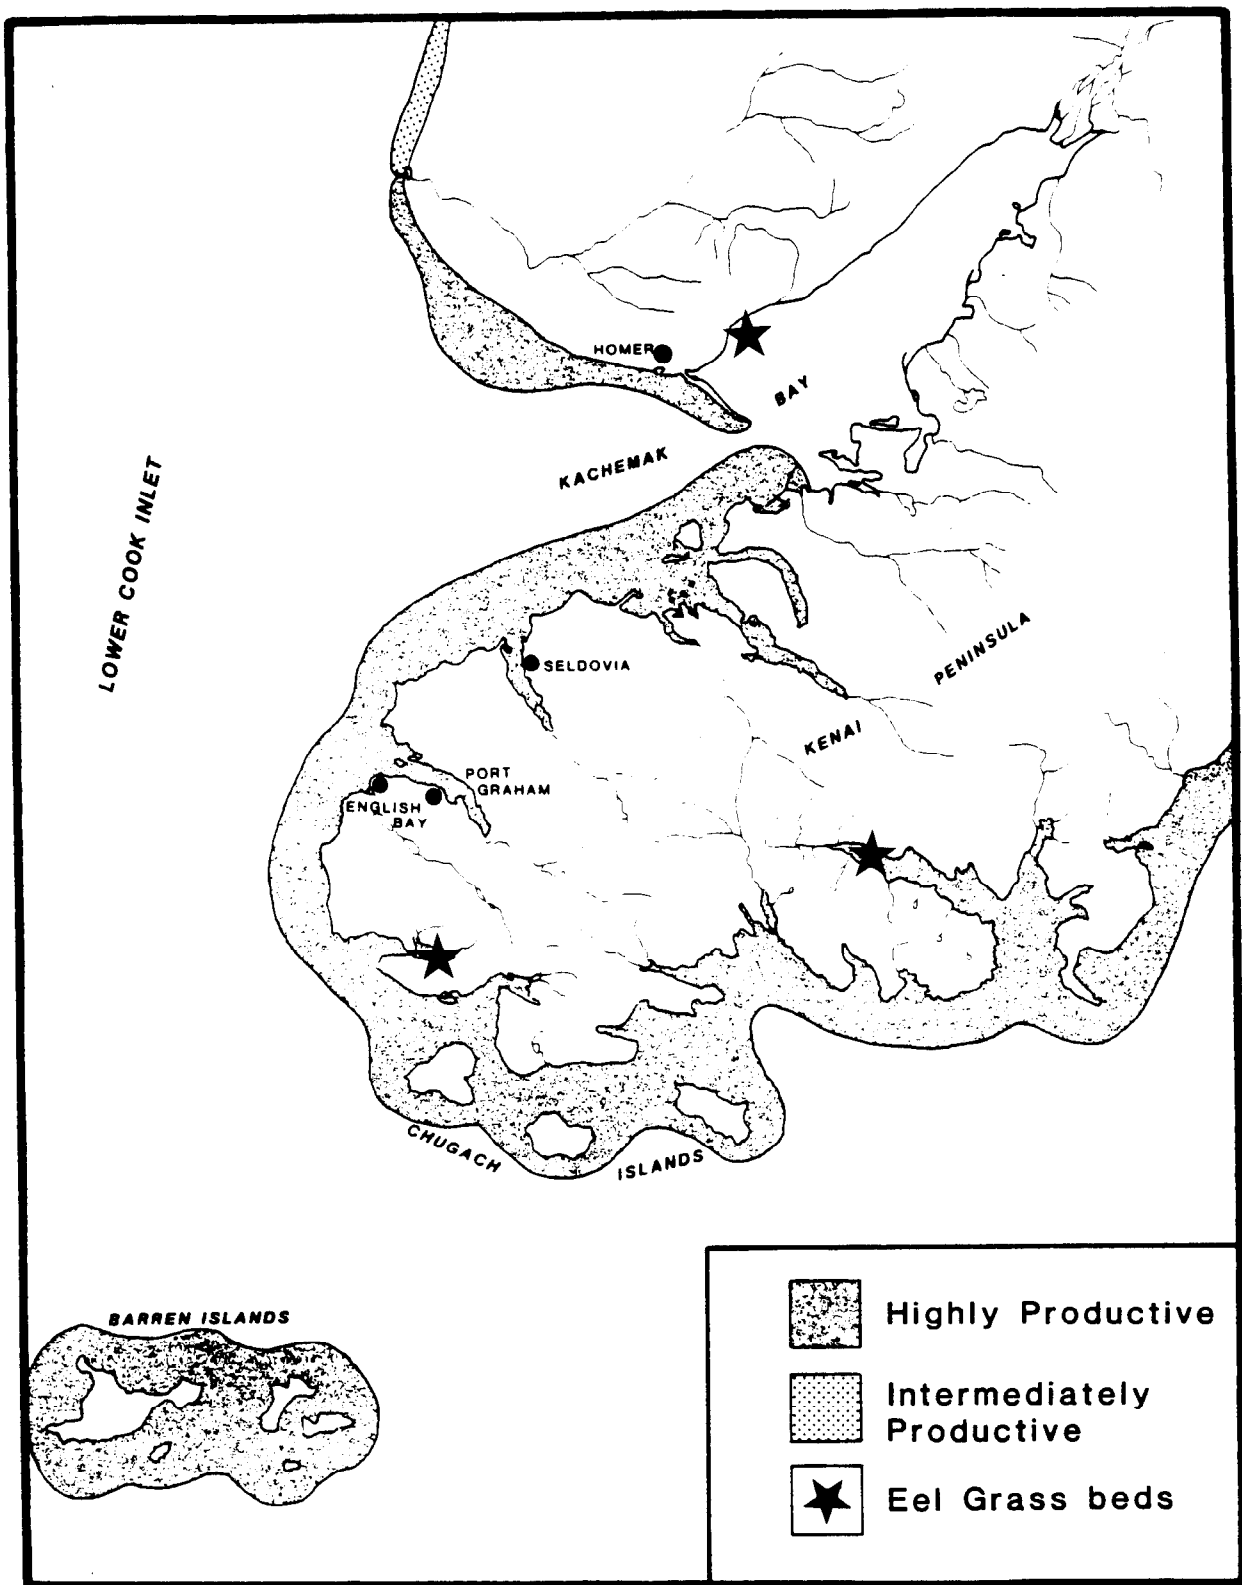 HOMER
BAY
KACHEMAK
LOWER COOK INLET
PENINSULA
SELDOVIA
KENAI
PORT
GRAHAM
ENGLISH
BAY
CHUGACH
ISLANDS
BARREN ISLANDS
Highly Productive
Intermediately
Productive
Eel Grass beds